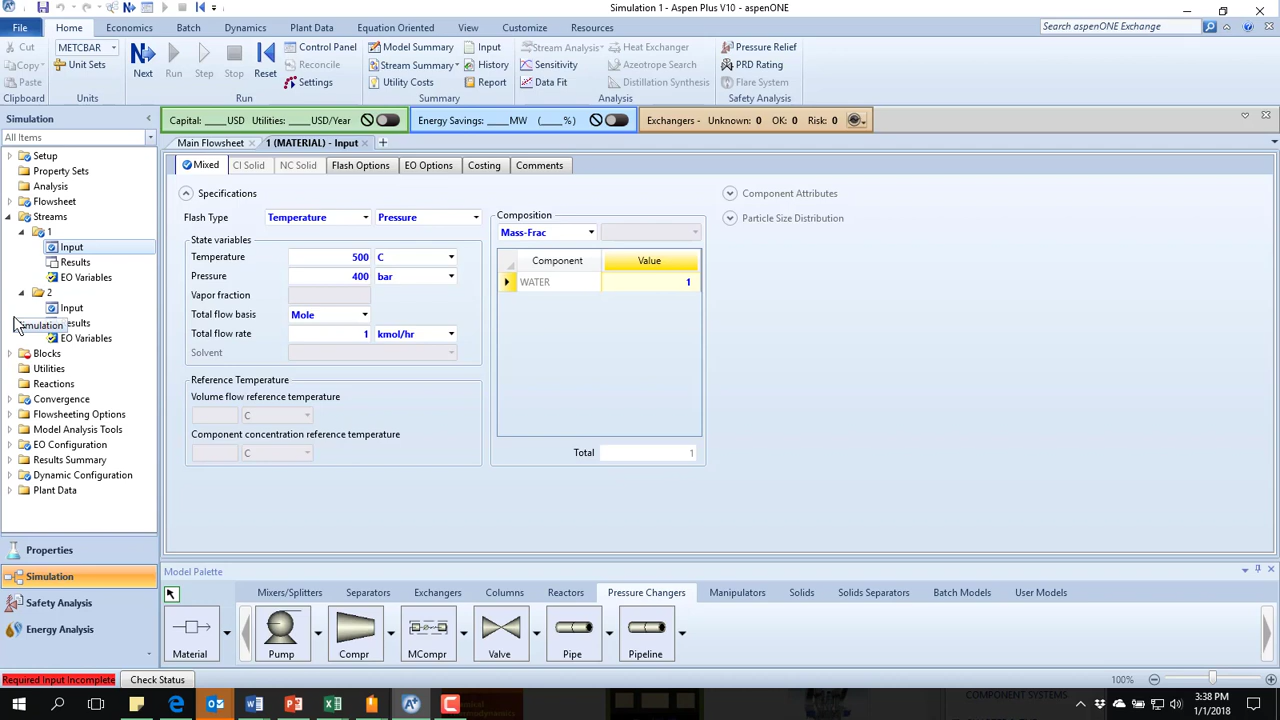 Simulation 1 - Aspen Plus V10 - aspenONE
File Home Economics Batch Dynamics Plant Data Equation Oriented View Customize Resources Search aspenONE Exchange
Cut METCBAR Control Panel Model Summary Input Stream Analysis Heat Exchanger Pressure Relief
Copy Unit Sets Next Run Step Stop Reset Reconcile Stream Summary History Sensitivity Azeotrope Search PRD Rating
Paste Settings Utility Costs Report Data Fit Distillation Synthesis Flare System
Clipboard Units Run Summary Analysis Safety Analysis
Simulation
Capital: ____USD Utilities: ____USD/Year Energy Savings: ____MW (____%) Exchangers - Unknown: 0 OK: 0 Risk: 0
All Items
Main Flowsheet 1 (MATERIAL) - Input
Setup
Property Sets
Analysis
Flowsheet
Streams
1
Input
Results
EO Variables
2
Input
Simulation
esults
EO Variables
Blocks
Utilities
Reactions
Convergence
Flowsheeting Options
Model Analysis Tools
EO Configuration
Results Summary
Dynamic Configuration
Plant Data
Properties
Simulation
Safety Analysis
Energy Analysis
Mixed CI Solid NC Solid Flash Options EO Options Costing Comments
Specifications
Flash Type Temperature Pressure
State variables
Temperature 500 C
Pressure 400 bar
Vapor fraction
Total flow basis Mole
Total flow rate 1 kmol/hr
Solvent
Reference Temperature
Volume flow reference temperature
C
Component concentration reference temperature
C
Composition
Mass-Frac
Component Value
WATER 1
Total 1
Component Attributes
Particle Size Distribution
Model Palette
Mixers/Splitters Separators Exchangers Columns Reactors Pressure Changers Manipulators Solids Solids Separators Batch Models User Models
Material Pump Compr MCompr Valve Pipe Pipeline
Required Input Incomplete Check Status 100%
COMPONENT SYSTEMS
3:38 PM
1/1/2018